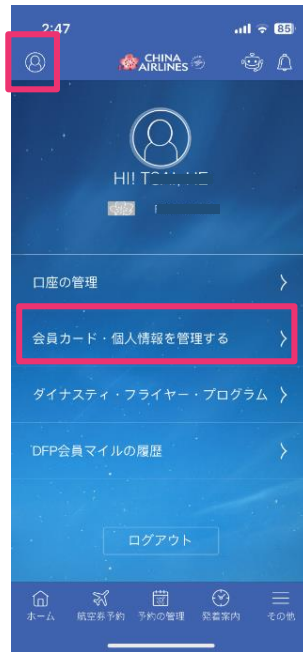 2:47
85
CHINA AIRLINES
HI!
口座の管理
会員カード・個人情報を管理する
ダイナスティ・フライヤー・プログラム
DFP会員マイルの履歴
ログアウト
ホーム 航空券予約 予約の管理 発着案内 その他